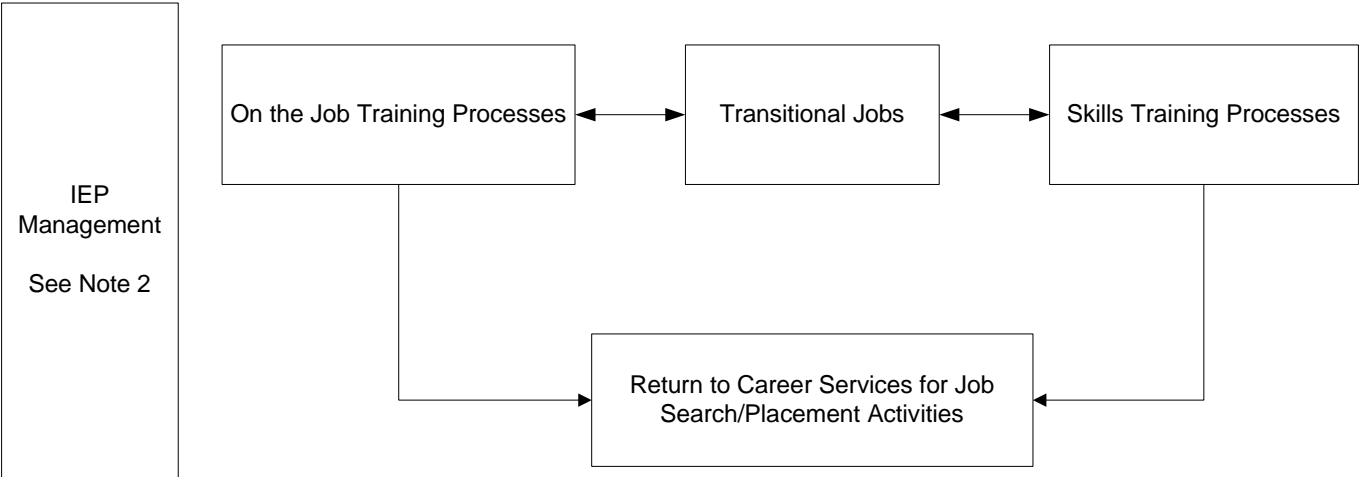 IEP
Management
See Note 2
On the Job Training Processes
Transitional Jobs
Skills Training Processes
Return to Career Services for Job
Search/Placement Activities